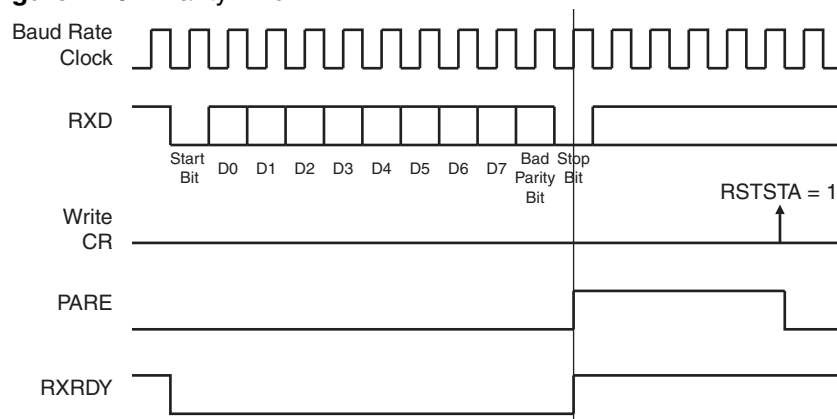 Baud Rate
Clock
RXD
Start
Bit
D0
D1
D2
D3
D4
D5
D6
D7
Bad
Parity
Bit
Stop
Bit
RSTSTA = 1
Write
CR
PARE
RXRDY